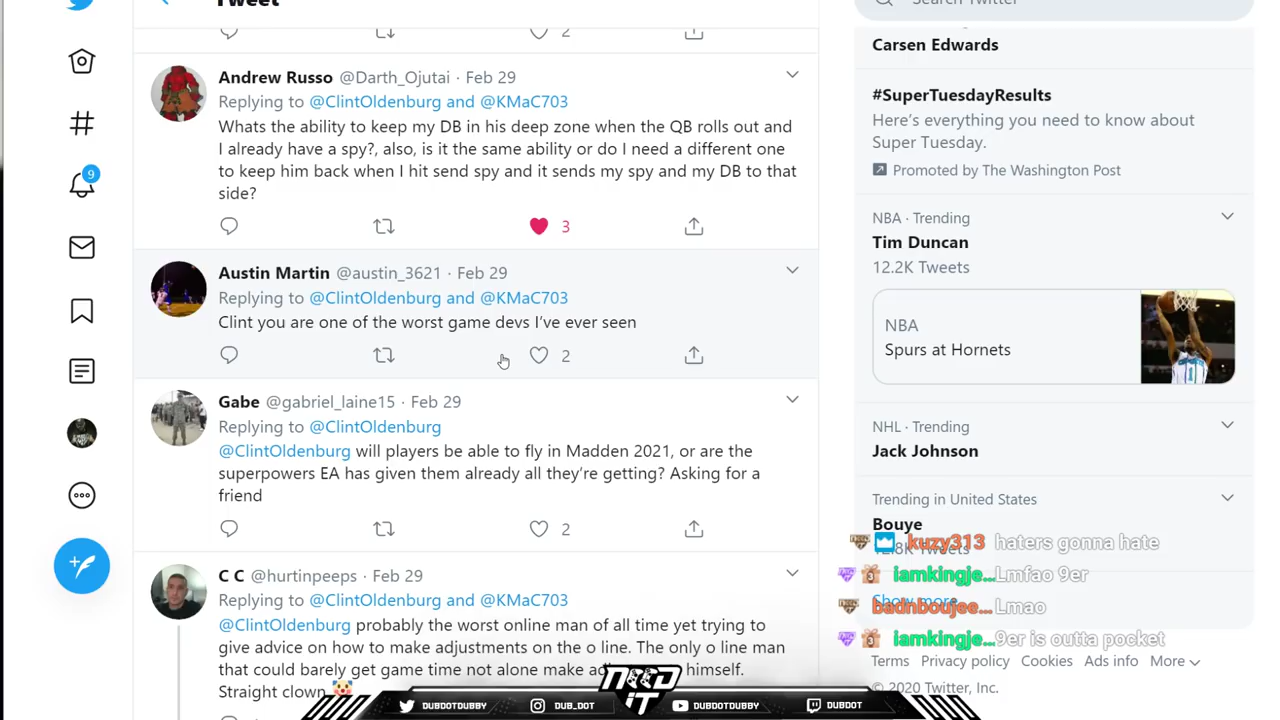 Tweet
Search Twitter
2
Andrew Russo @Darth_Ojutai · Feb 29
Replying to @ClintOldenburg and @KMaC703
Whats the ability to keep my DB in his deep zone when the QB rolls out and
I already have a spy?, also, is it the same ability or do I need a different one
to keep him back when I hit send spy and it sends my spy and my DB to that
side?
3
Austin Martin @austin_3621 · Feb 29
Replying to @ClintOldenburg and @KMaC703
Clint you are one of the worst game devs I've ever seen
2
Gabe @gabriel_laine15 · Feb 29
Replying to @ClintOldenburg
@ClintOldenburg will players be able to fly in Madden 2021, or are the
superpowers EA has given them already all they're getting? Asking for a
friend
2
C C @hurtinpeeps · Feb 29
Replying to @ClintOldenburg and @KMaC703
@ClintOldenburg probably the worst online man of all time yet trying to
give advice on how to make adjustments on the o line. The only o line man
that could barely get game time not alone make himself.
Straight clown
9
Carsen Edwards
#SuperTuesdayResults
Here's everything you need to know about
Super Tuesday.
Promoted by The Washington Post
NBA · Trending
Tim Duncan
12.2K Tweets
NBA
Spurs at Hornets
NHL · Trending
Jack Johnson
Trending in United States
Bouye
Tweets
kuzy313 haters gonna hate
iamkingje... Lmfao 9er
Show more
badnboujee... Lmao
iamkingje... 9er is outta pocket
Terms Privacy policy Cookies Ads info More
© 2020 Twitter, Inc.
DUBDOTDUBBY DUB_DOT DUBDOTDUBBY DUBDOT